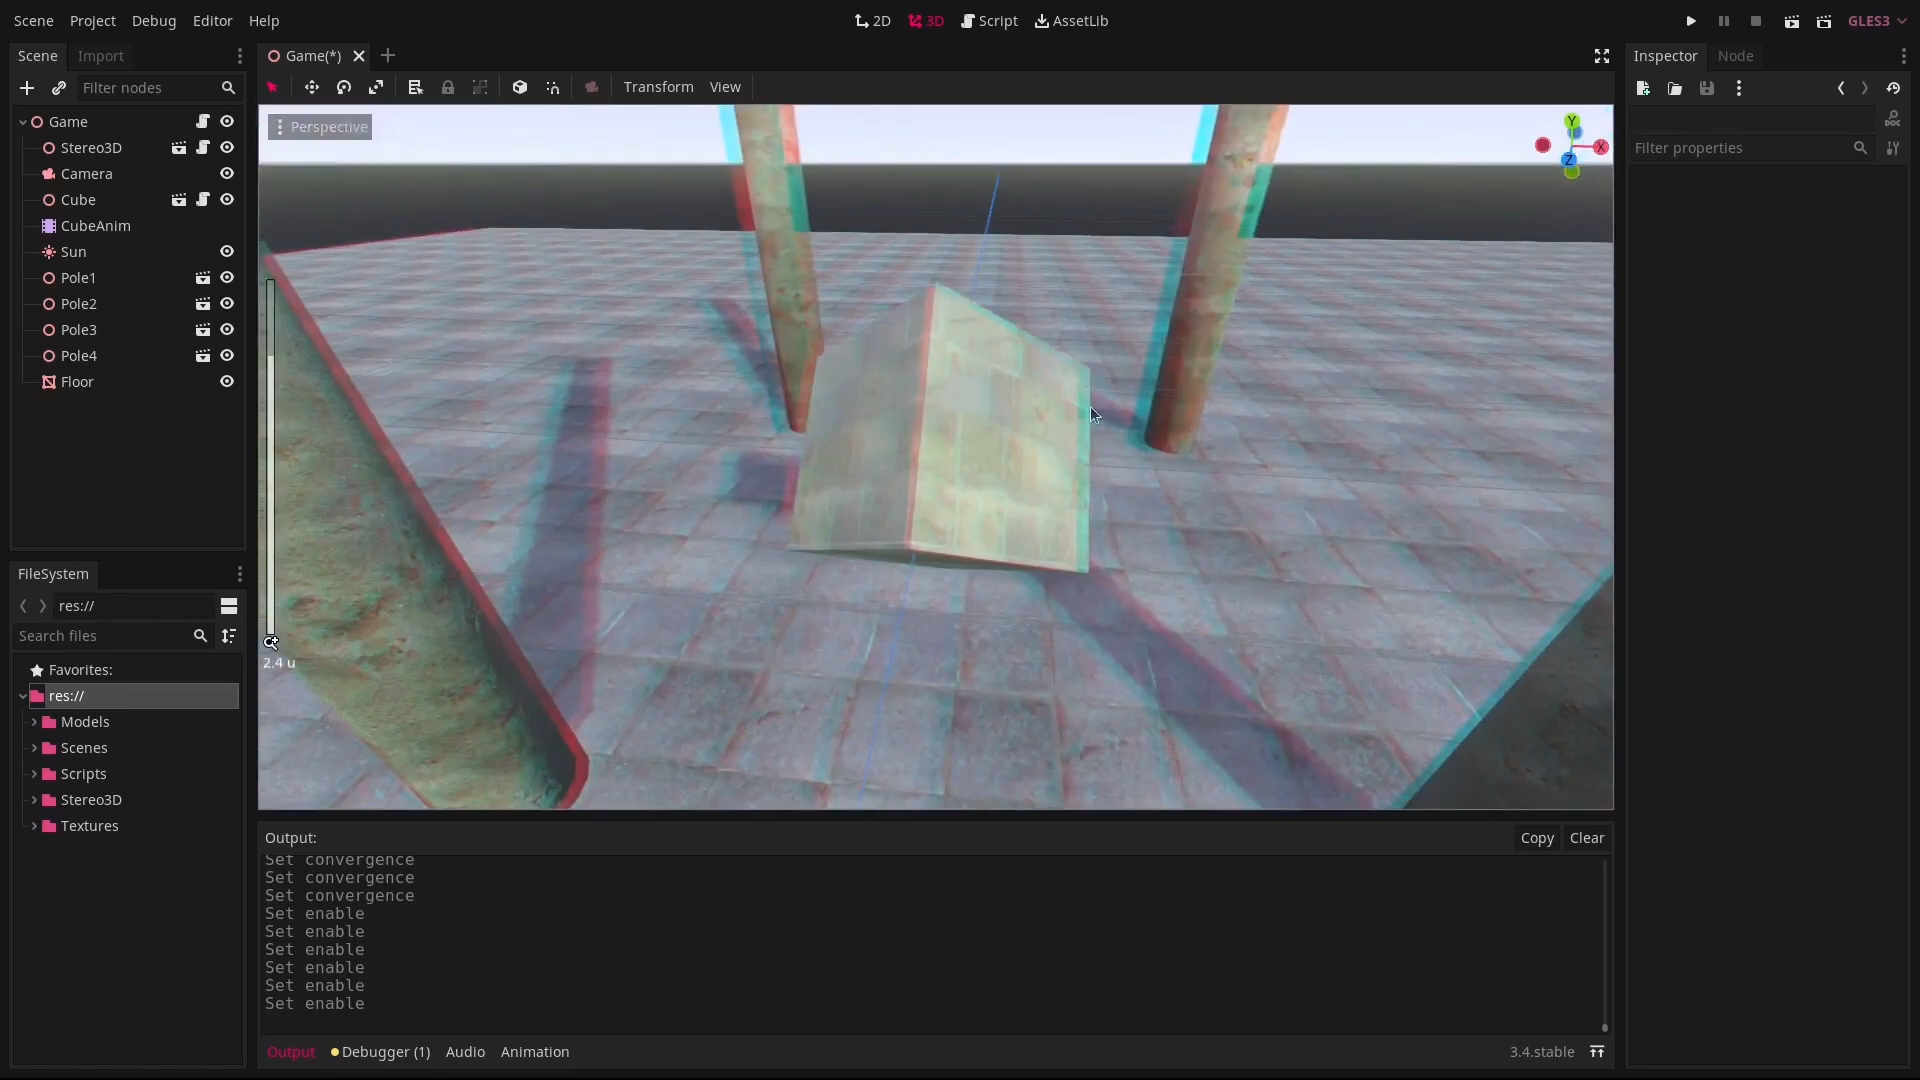 Scene Project Debug Editor Help 2D 3D Script AssetLib GLES3
Scene Import Game(*) Inspector Node
Filter nodes Transform View
Perspective
Filter properties
Game
Stereo3D
Camera
Cube
CubeAnim
Sun
Pole1
Pole2
Pole3
Pole4
Floor
Y
X
Z
2.4 u
FileSystem
res://
Search files
Favorites:
res://
Models
Scenes
Scripts
Stereo3D
Textures
Output: Copy Clear
Set convergence
Set convergence
Set convergence
Set enable
Set enable
Set enable
Set enable
Set enable
Set enable
Output Debugger (1) Audio Animation 3.4.stable